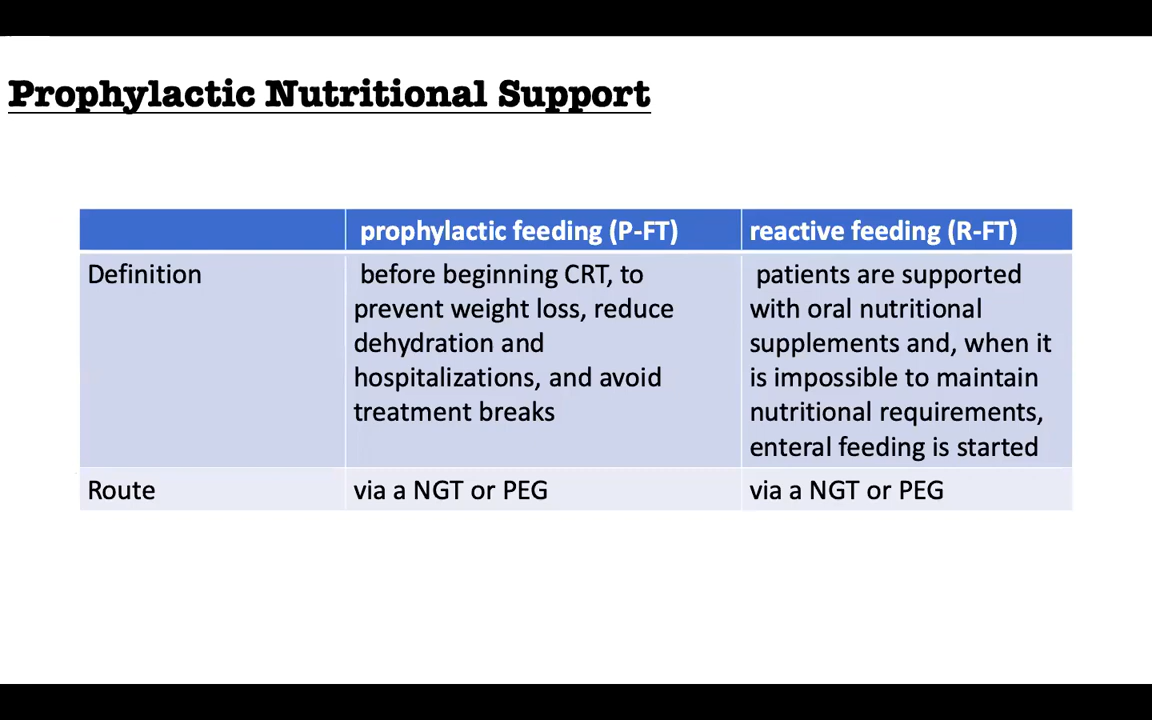 Prophylactic Nutritional Support
prophylactic feeding (P-FT)
reactive feeding (R-FT)
Definition
before beginning CRT, to
prevent weight loss, reduce
dehydration and
hospitalizations, and avoid
treatment breaks
patients are supported
with oral nutritional
supplements and, when it
is impossible to maintain
nutritional requirements,
enteral feeding is started
Route
via a NGT or PEG
via a NGT or PEG